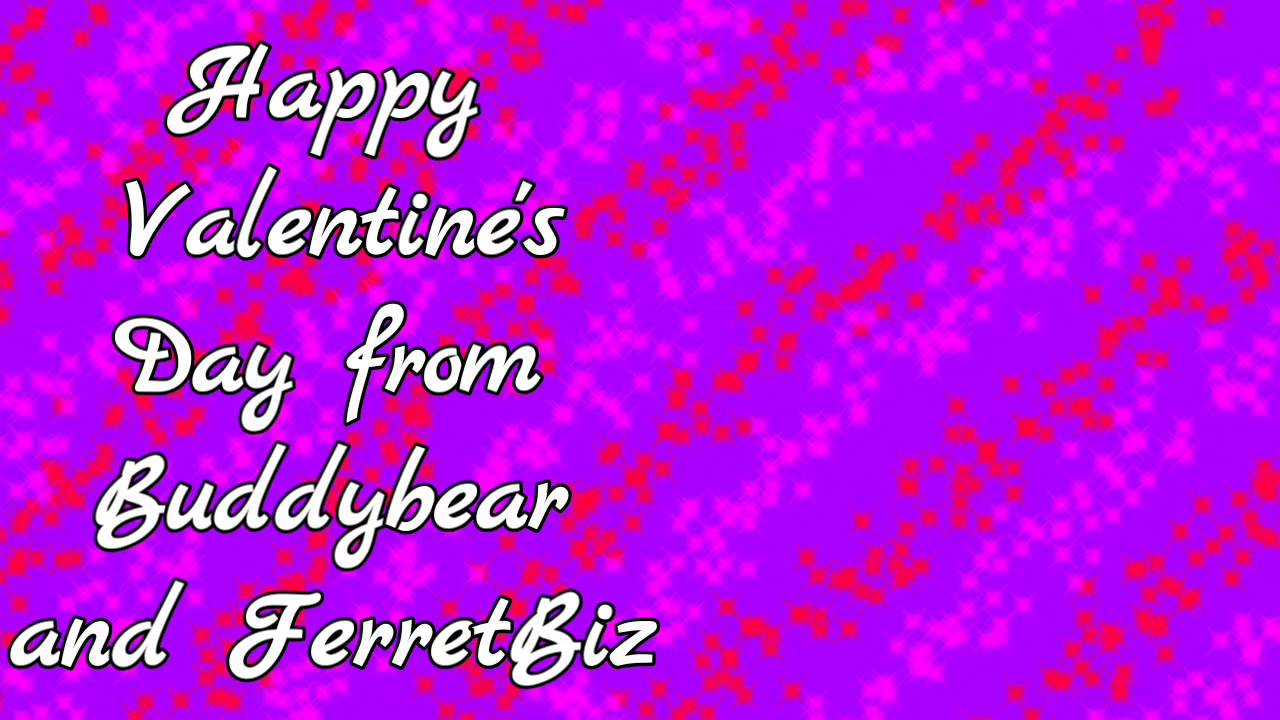 Happy
Valentine's
Day from
Buddybear
and FerretBiz